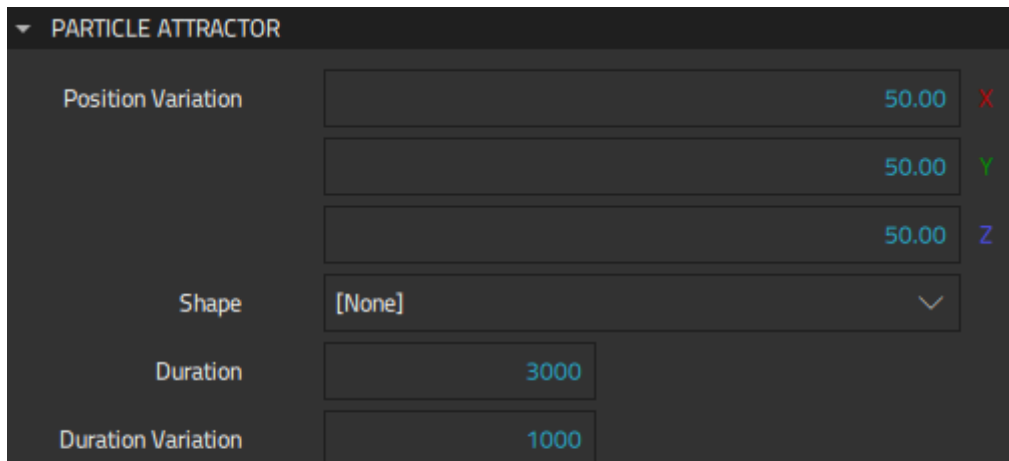 PARTICLE ATTRACTOR
Position Variation 50.00 X
50.00 Y
50.00 Z
Shape [None]
Duration 3000
Duration Variation 1000